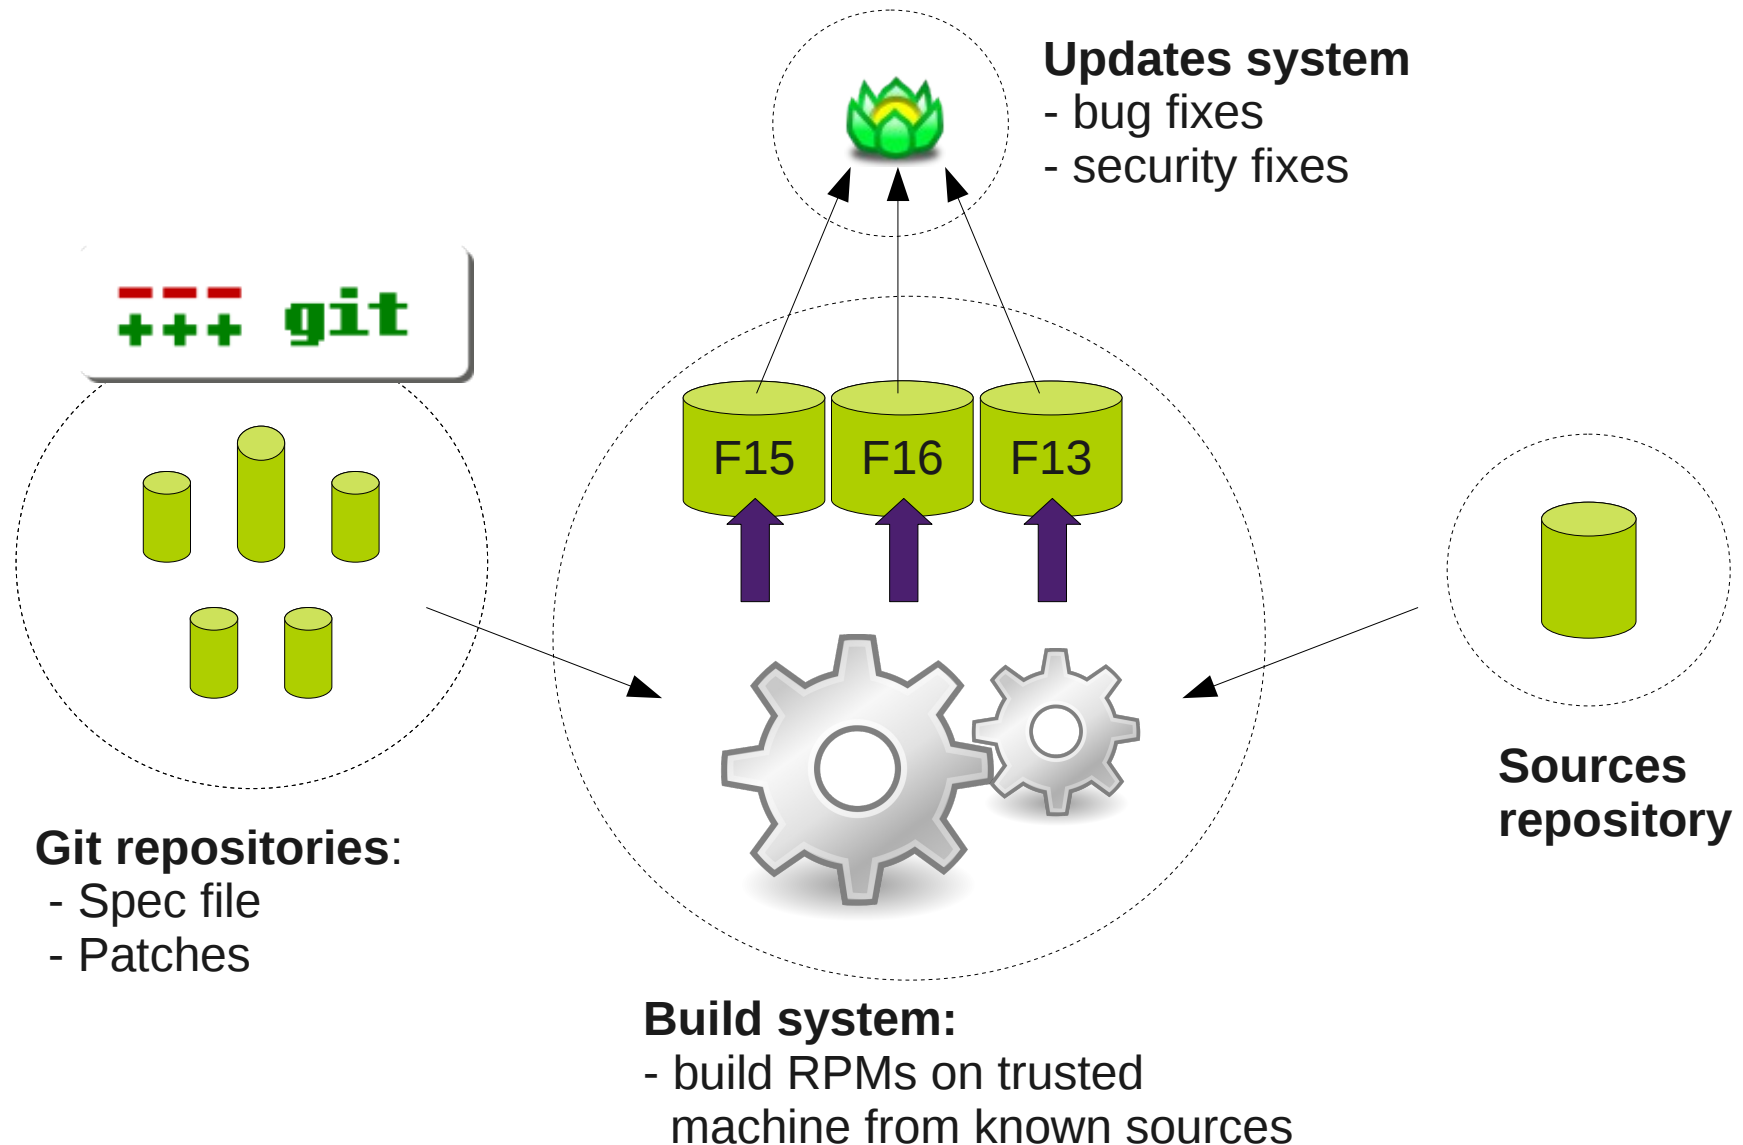 Updates system
- bug fixes
- security fixes
--- 
+++ git
F15 F16 F13
Sources
repository
Git repositories:
- Spec file
- Patches
Build system:
- build RPMs on trusted
machine from known sources